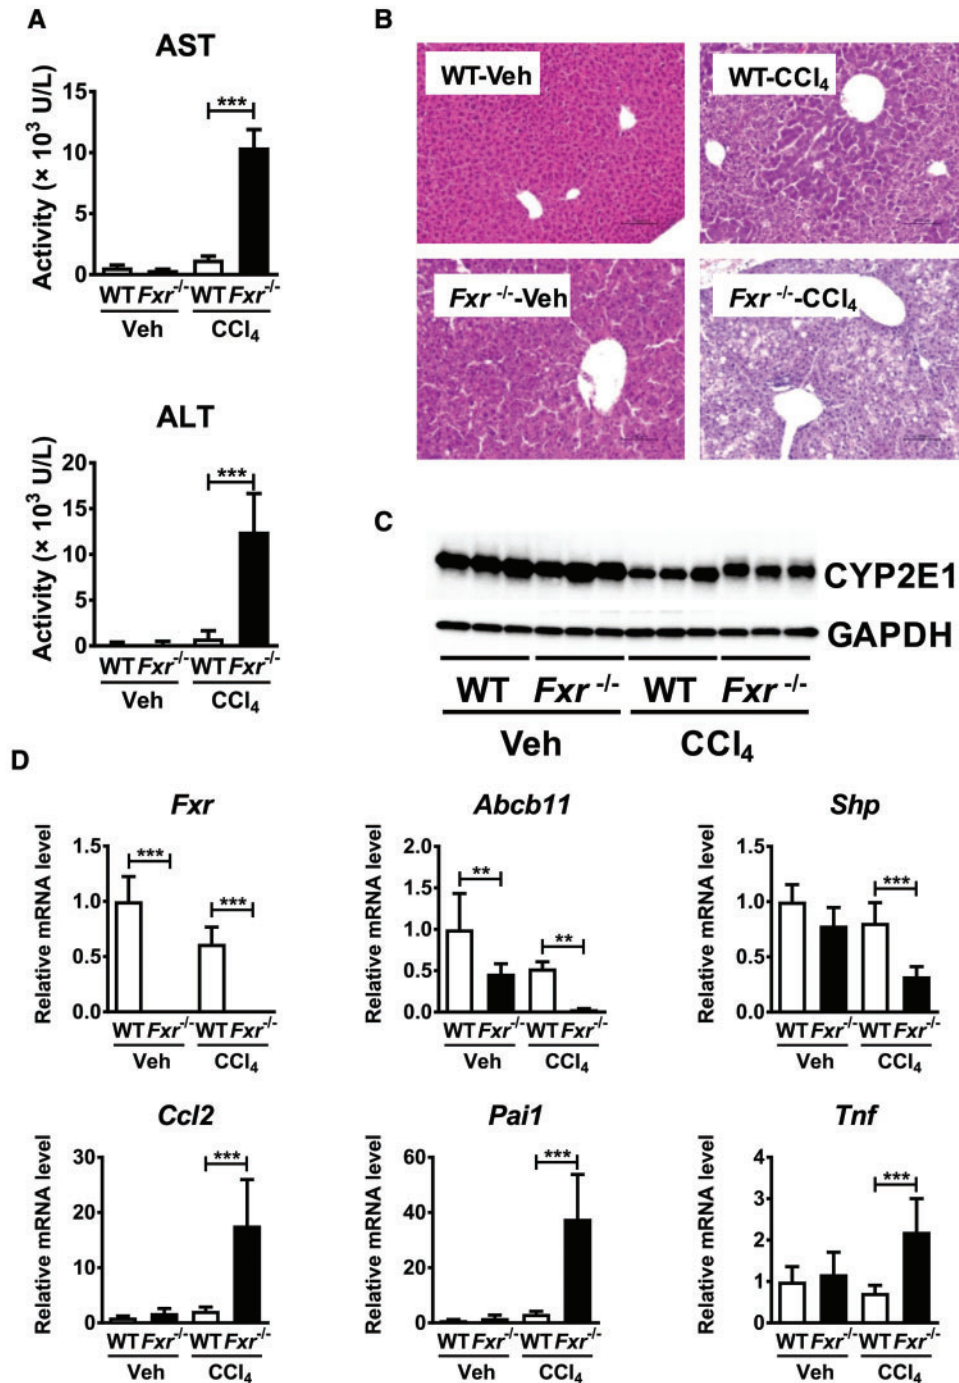 A
AST
Activity (× 10³ U/L)
15
10
5
0
***
WT Fxr⁻/⁻ WT Fxr⁻/⁻
Veh CCl₄
ALT
Activity (× 10³ U/L)
20
15
10
5
0
***
WT Fxr⁻/⁻ WT Fxr⁻/⁻
Veh CCl₄
B
WT-Veh
WT-CCl₄
Fxr ⁻/⁻-Veh
Fxr ⁻/⁻-CCl₄
C
CYP2E1
GAPDH
WT Fxr ⁻/⁻ WT Fxr ⁻/⁻
Veh CCl₄
D
Fxr
Relative mRNA level
1.5
1.0
0.5
0.0
***
***
WT Fxr⁻/⁻ WT Fxr⁻/⁻
Veh CCl₄
Abcb11
Relative mRNA level
2.0
1.5
1.0
0.5
0.0
**
**
WT Fxr⁻/⁻ WT Fxr⁻/⁻
Veh CCl₄
Shp
Relative mRNA level
1.5
1.0
0.5
0.0
***
WT Fxr⁻/⁻ WT Fxr⁻/⁻
Veh CCl₄
Ccl2
Relative mRNA level
30
20
10
0
***
WT Fxr⁻/⁻ WT Fxr⁻/⁻
Veh CCl₄
Pai1
Relative mRNA level
60
40
20
0
***
WT Fxr⁻/⁻ WT Fxr⁻/⁻
Veh CCl₄
Tnf
Relative mRNA level
4
3
2
1
0
***
WT Fxr⁻/⁻ WT Fxr⁻/⁻
Veh CCl₄